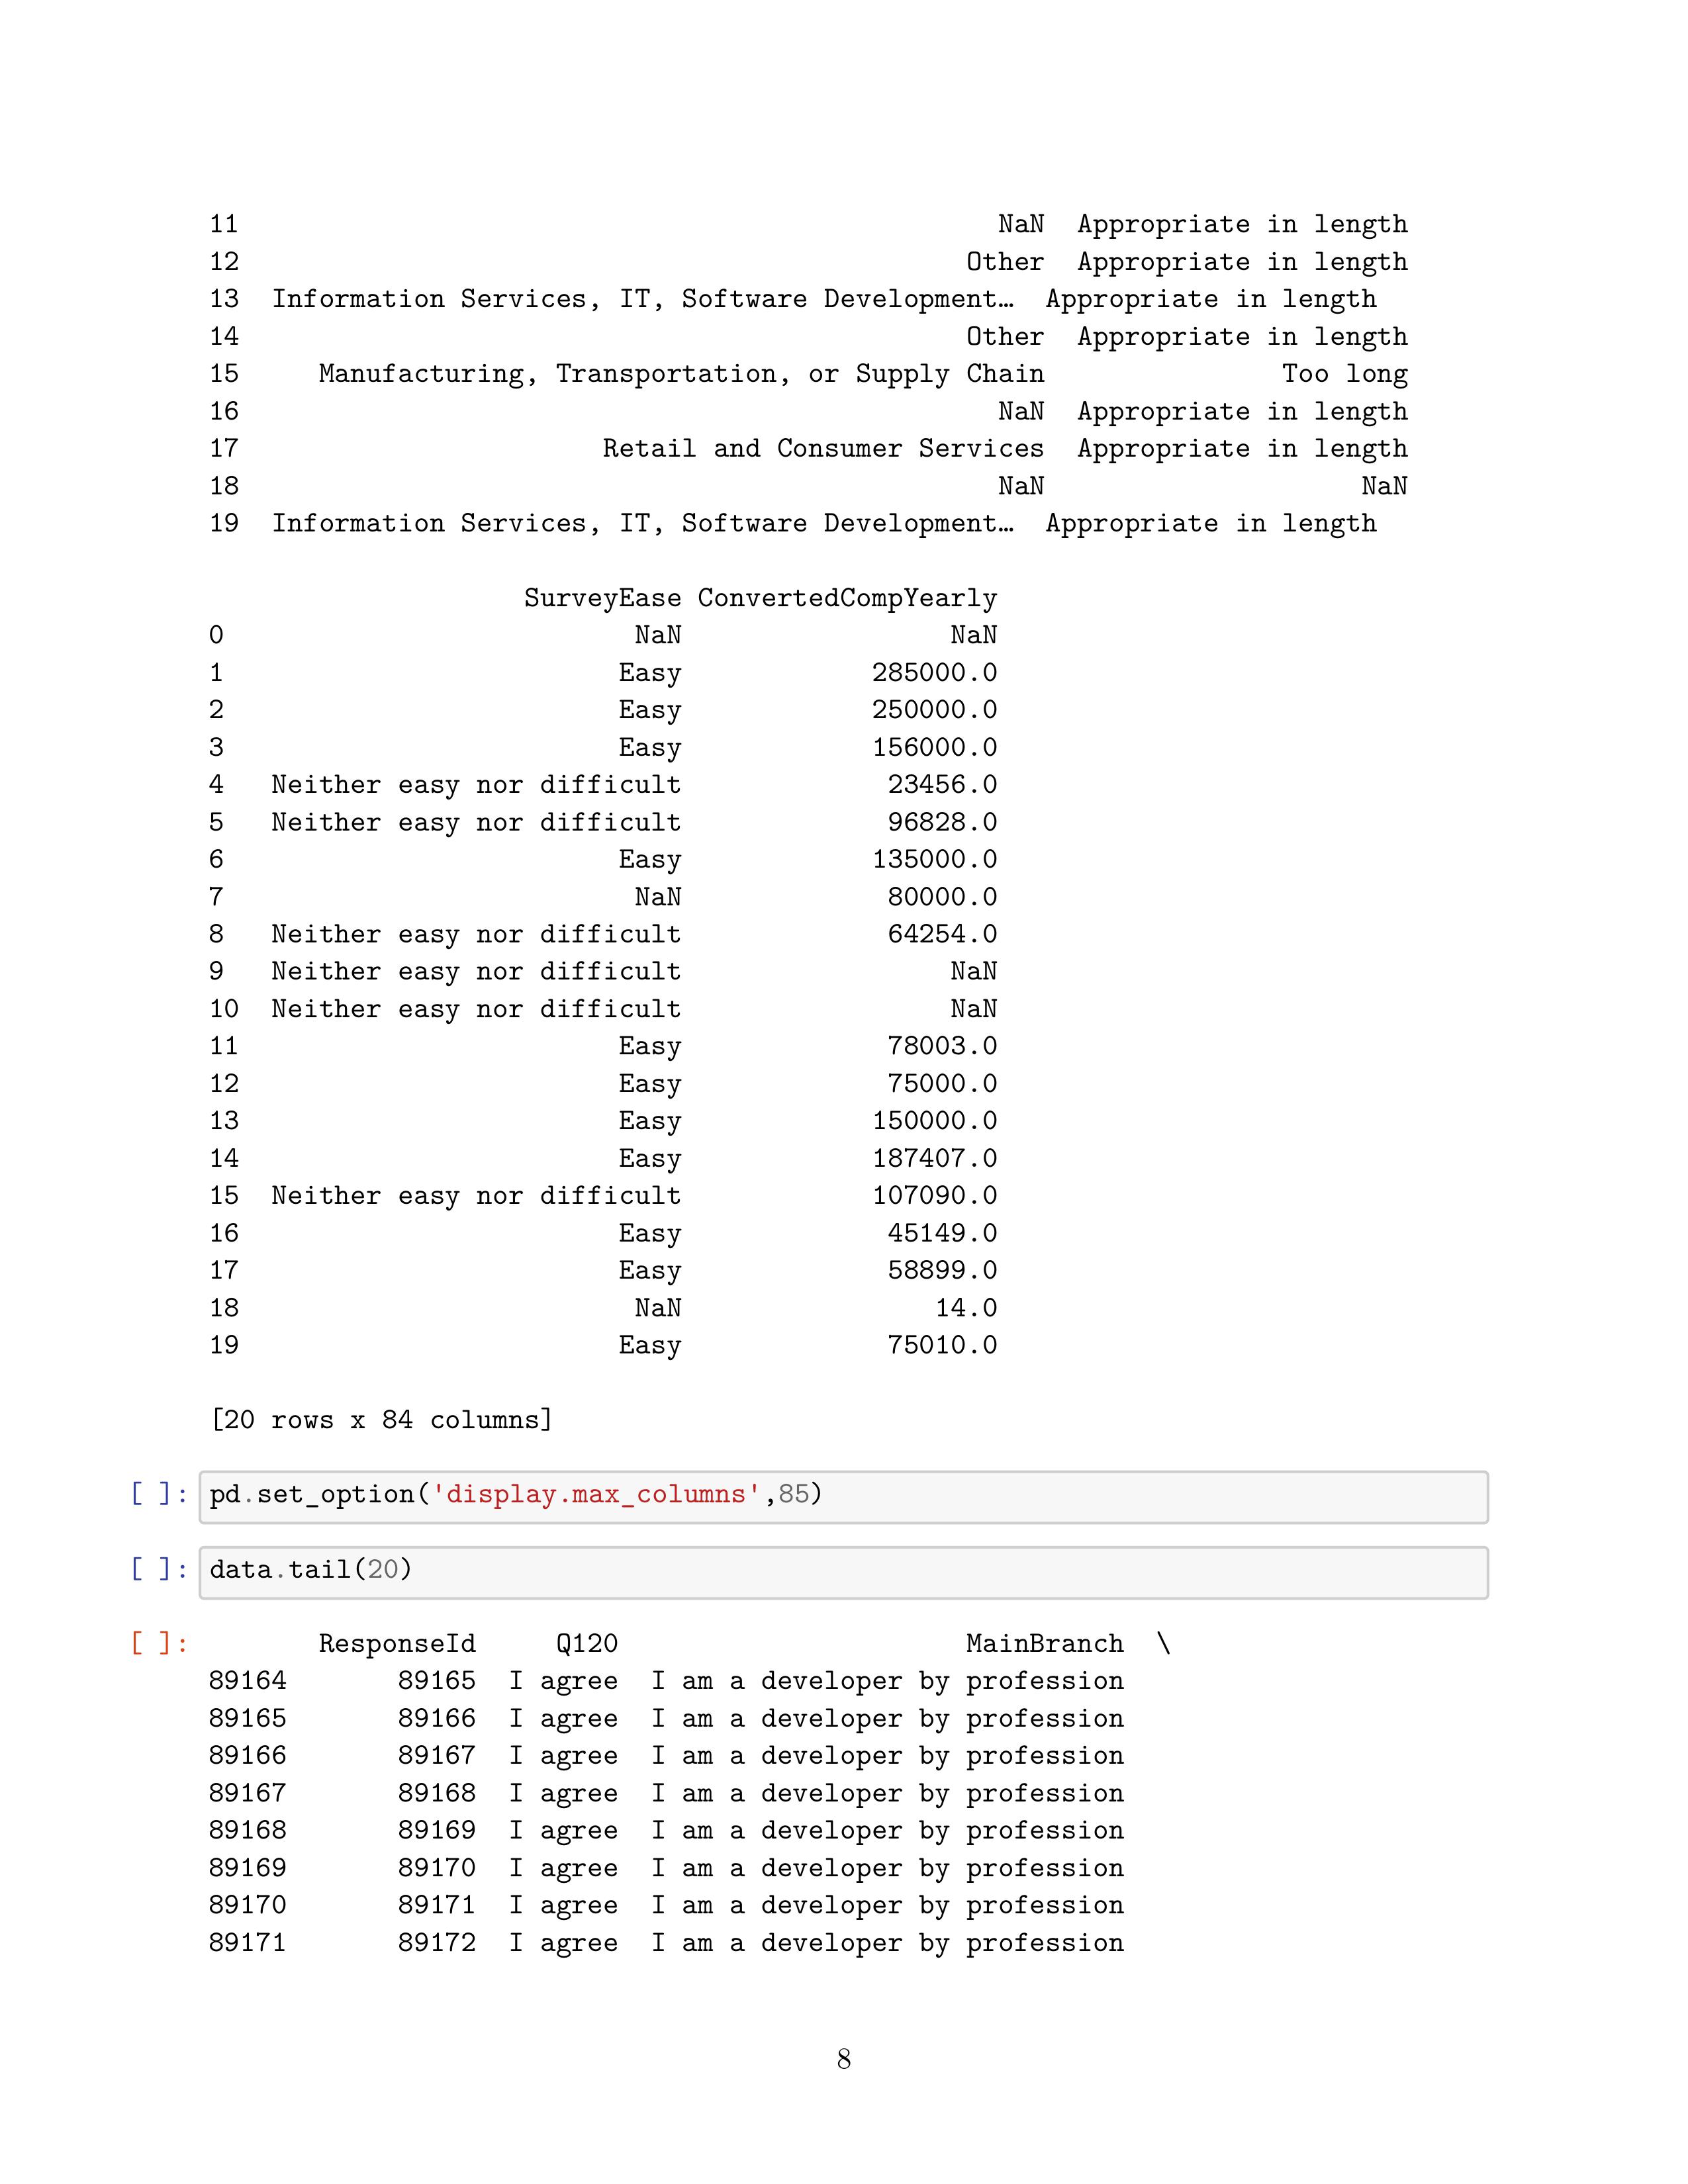 11 NaN Appropriate in length
12 Other Appropriate in length
13 Information Services, IT, Software Development… Appropriate in length
14 Other Appropriate in length
15 Manufacturing, Transportation, or Supply Chain Too long
16 NaN Appropriate in length
17 Retail and Consumer Services Appropriate in length
18 NaN NaN
19 Information Services, IT, Software Development… Appropriate in length
SurveyEase ConvertedCompYearly
0 NaN NaN
1 Easy 285000.0
2 Easy 250000.0
3 Easy 156000.0
4 Neither easy nor difficult 23456.0
5 Neither easy nor difficult 96828.0
6 Easy 135000.0
7 NaN 80000.0
8 Neither easy nor difficult 64254.0
9 Neither easy nor difficult NaN
10 Neither easy nor difficult NaN
11 Easy 78003.0
12 Easy 75000.0
13 Easy 150000.0
14 Easy 187407.0
15 Neither easy nor difficult 107090.0
16 Easy 45149.0
17 Easy 58899.0
18 NaN 14.0
19 Easy 75010.0
[20 rows x 84 columns]
[ ]: pd.set_option('display.max_columns',85)
[ ]: data.tail(20)
[ ]: ResponseId Q120 MainBranch \
89164 89165 I agree I am a developer by profession
89165 89166 I agree I am a developer by profession
89166 89167 I agree I am a developer by profession
89167 89168 I agree I am a developer by profession
89168 89169 I agree I am a developer by profession
89169 89170 I agree I am a developer by profession
89170 89171 I agree I am a developer by profession
89171 89172 I agree I am a developer by profession
8